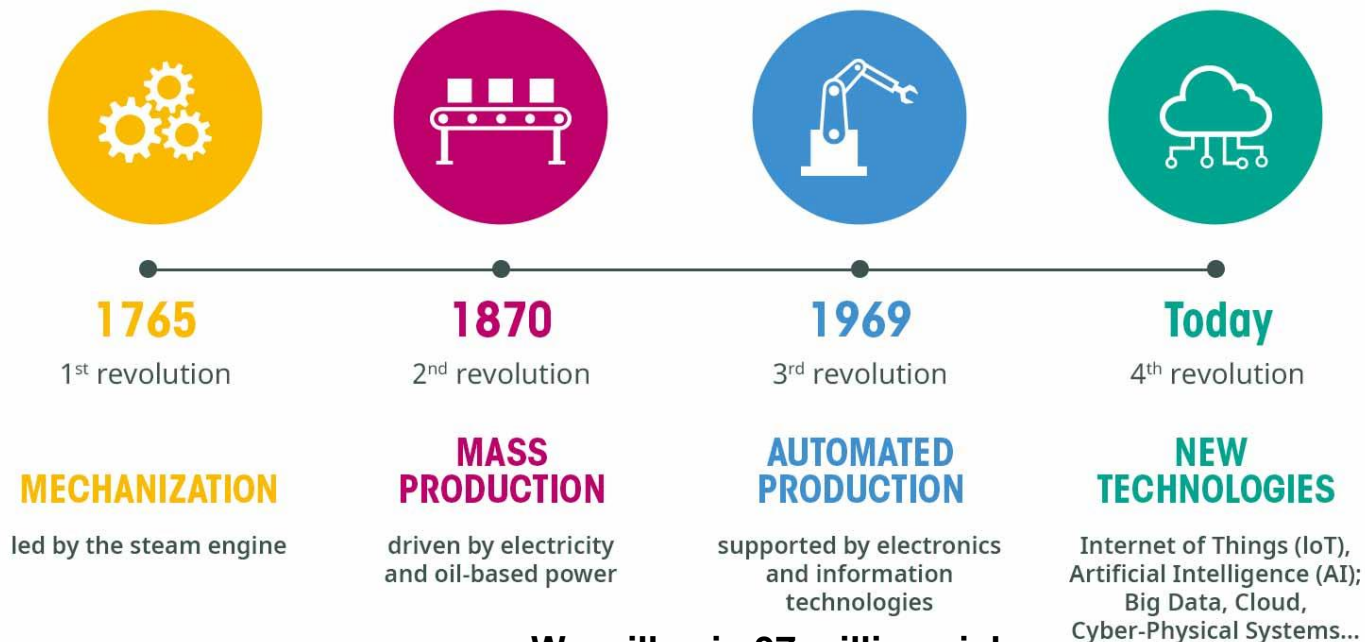 1765
1st revolution
MECHANIZATION
led by the steam engine
1870
2nd revolution
MASS
PRODUCTION
driven by electricity
and oil-based power
1969
3rd revolution
AUTOMATED
PRODUCTION
supported by electronics
and information
technologies
Today
4th revolution
NEW
TECHNOLOGIES
Internet of Things (IoT),
Artificial Intelligence (AI);
Big Data, Cloud,
Cyber-Physical Systems...